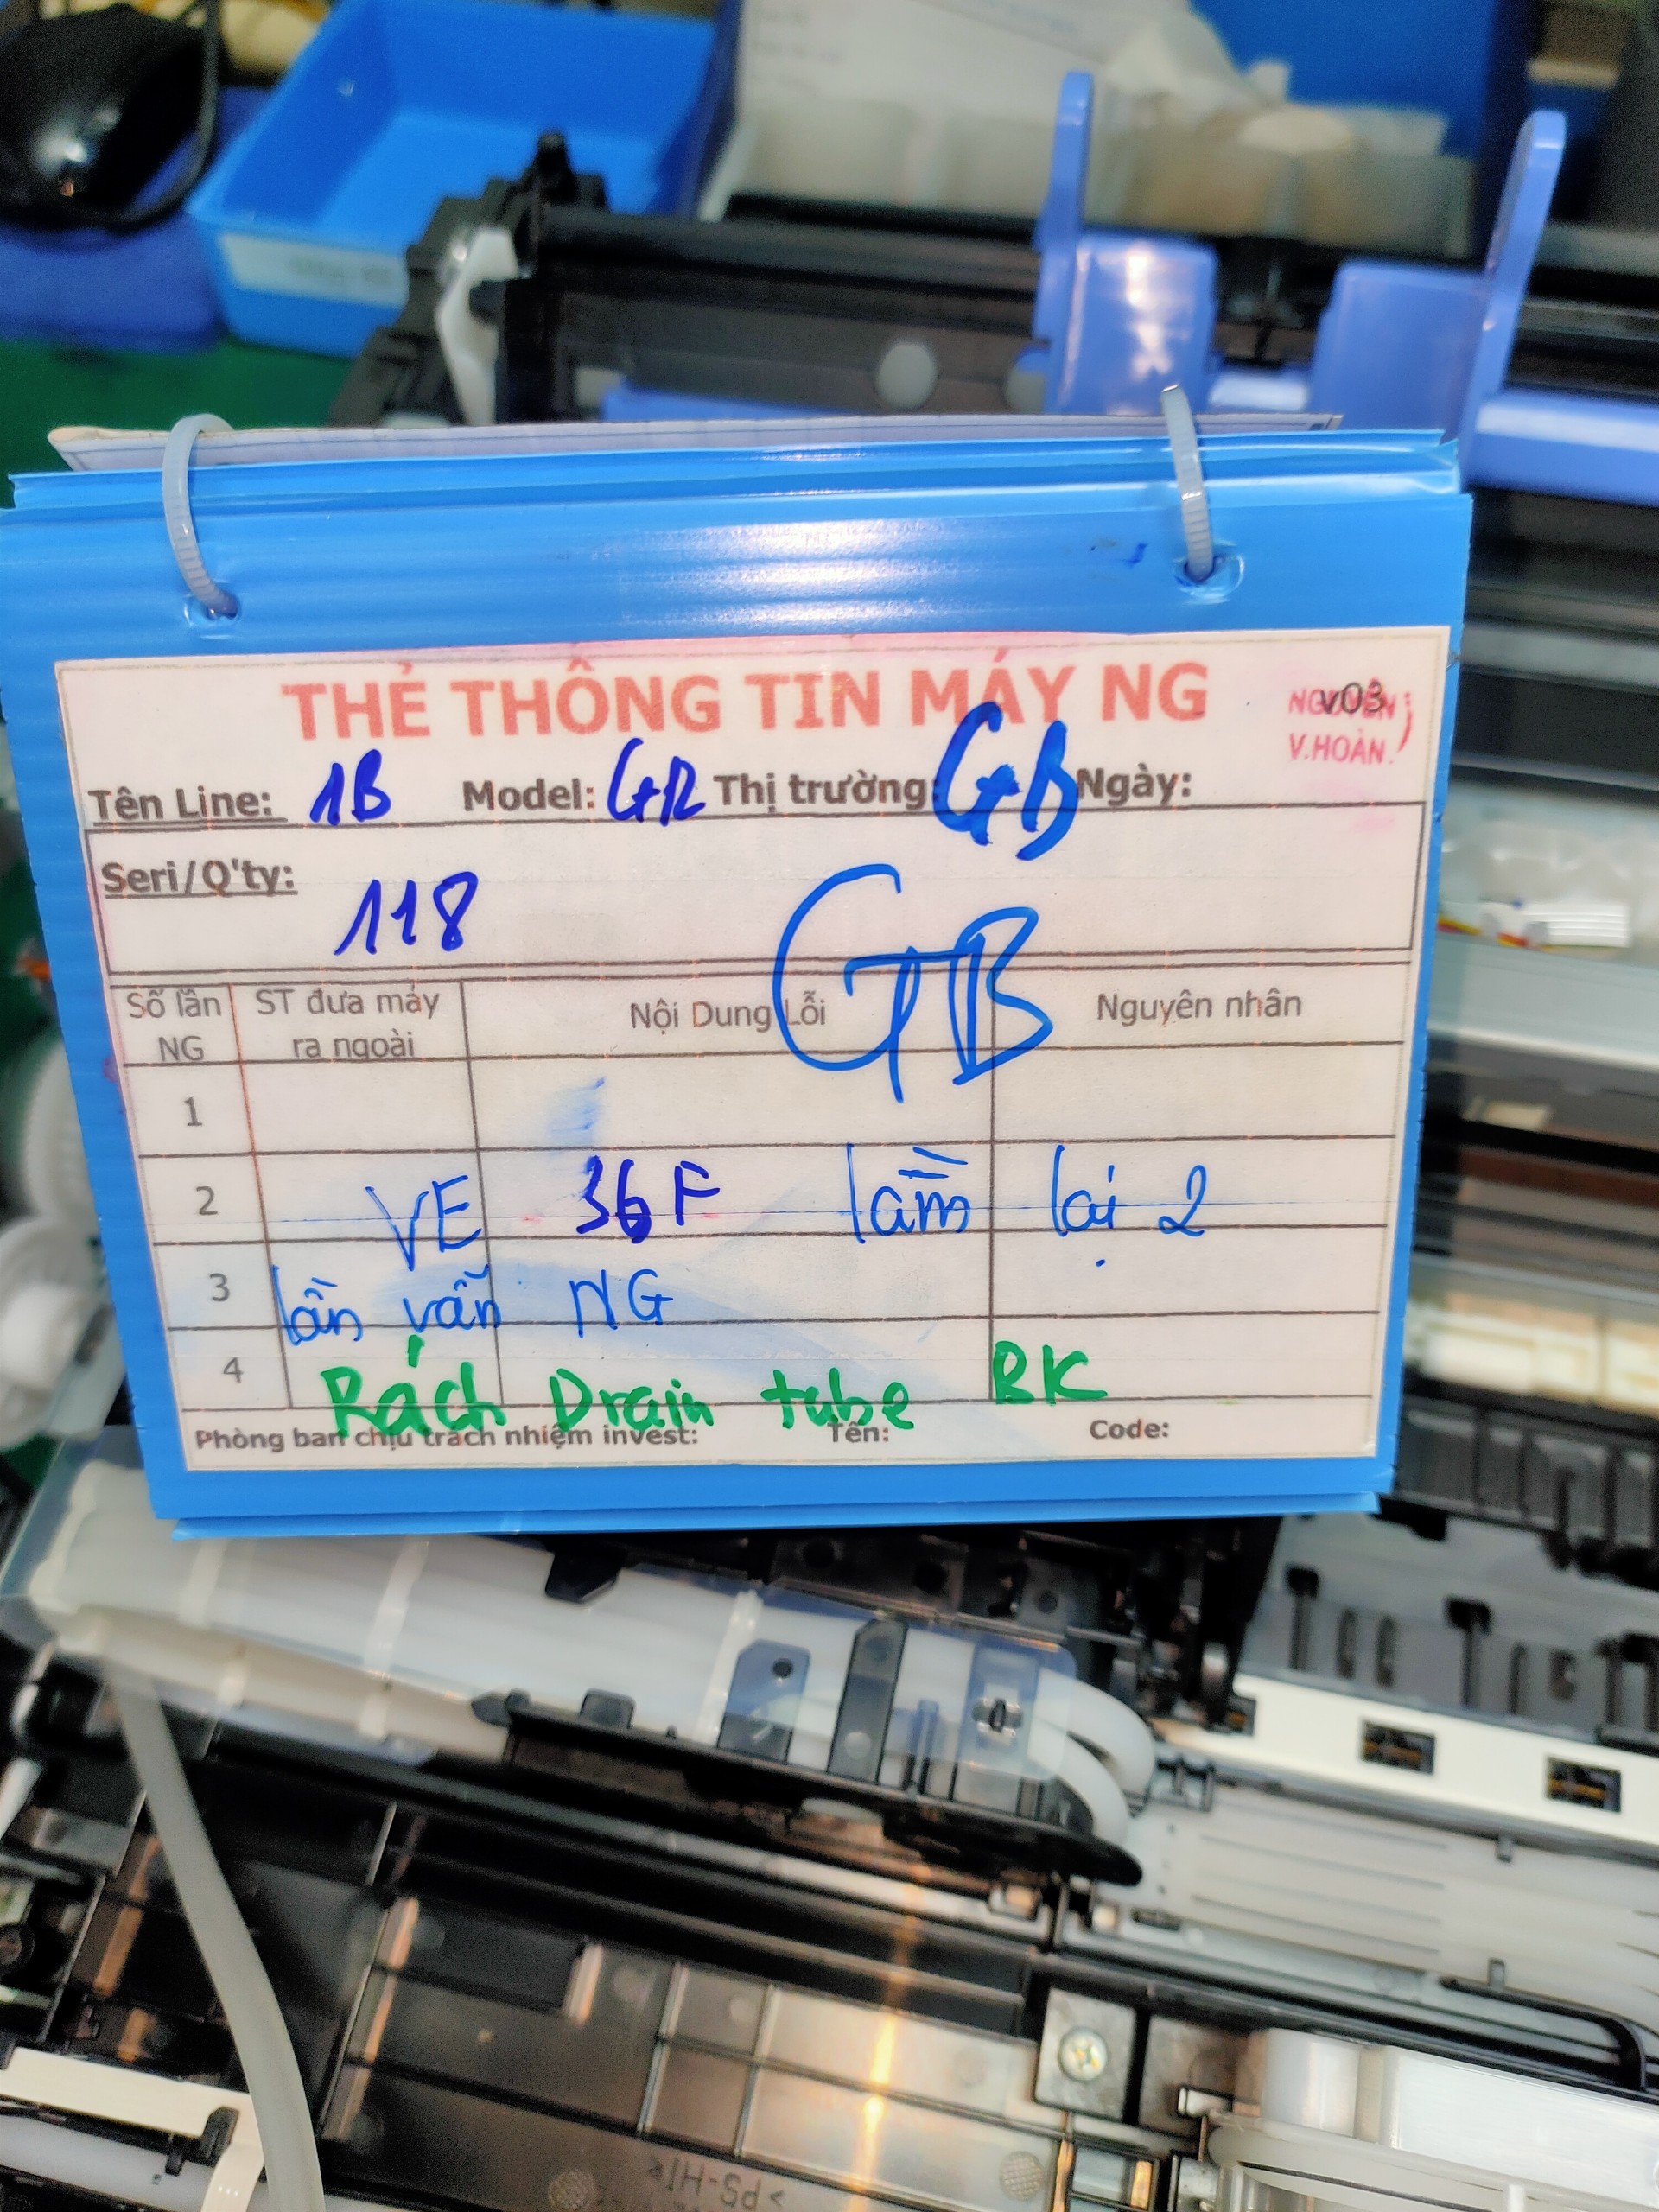 THẺ THÔNG TIN MÁY NG
v03
NGUYỄN
V.HOÀN
Tên Line: 1B Model: GR Thị trường: GB Ngày:
Seri/Q'ty: 118
GB
Số lần NG ST đưa máy ra ngoài Nội Dung Lỗi Nguyên nhân
1
2 VE 36F làm lại 2
3 lần vẫn NG
4 Rách Drain tube BK
Phòng ban chịu trách nhiệm invest: Tên: Code:
>PS-HI